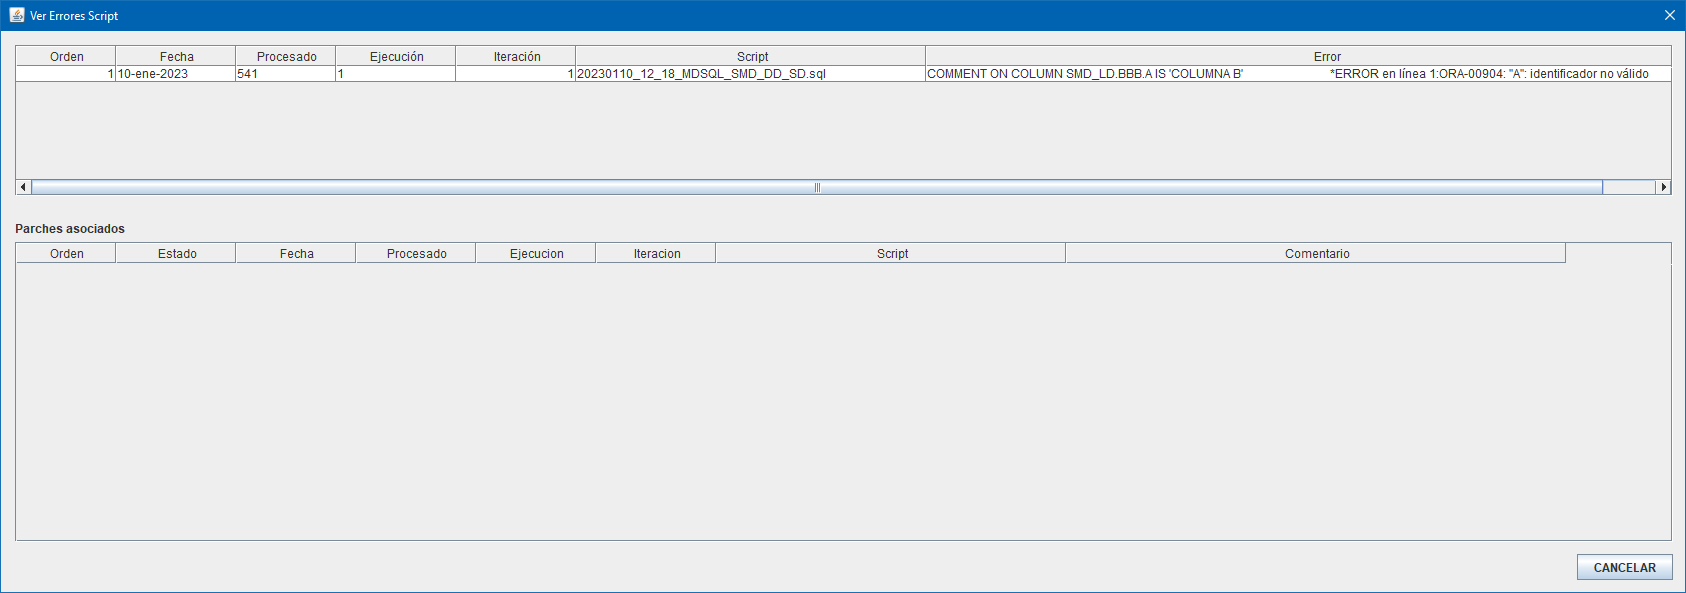 Ver Errores Script
Orden Fecha Procesado Ejecución Iteración Script Error
1 10-ene-2023 541 1 1 20230110_12_18_MDSQL_SMD_DD_SD.sql COMMENT ON COLUMN SMD_LD.BBB.A IS 'COLUMNA B' *ERROR en línea 1:ORA-00904: "A": identificador no válido
Parches asociados
Orden Estado Fecha Procesado Ejecucion Iteracion Script Comentario
CANCELAR